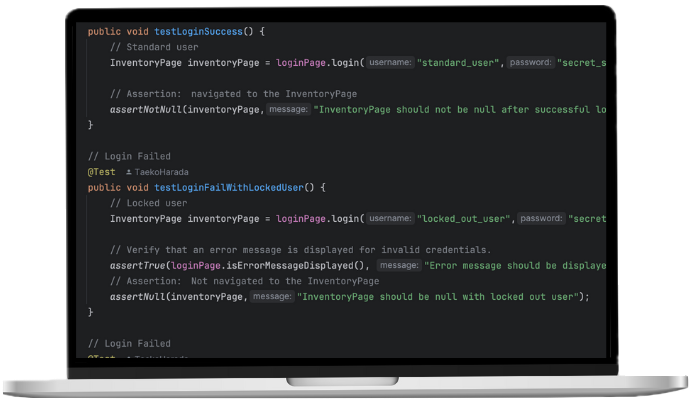 public void testLoginSuccess() {
// Standard user
InventoryPage inventoryPage = loginPage.login( username: "standard_user", password: "secret_s
// Assertion: navigated to the InventoryPage
assertNotNull(inventoryPage, message: "InventoryPage should not be null after successful lo
}
// Login Failed
@Test TaekoHarada
public void testLoginFailWithLockedUser() {
// Locked user
InventoryPage inventoryPage = loginPage.login( username: "locked_out_user", password: "secret_
// Verify that an error message is displayed for invalid credentials.
assertTrue(loginPage.isErrorMessageDisplayed(), message: "Error message should be displaye
// Assertion: Not navigated to the InventoryPage
assertNull(inventoryPage, message: "InventoryPage should be null with locked out user");
}
// Login Failed
@Test TaekoHarada